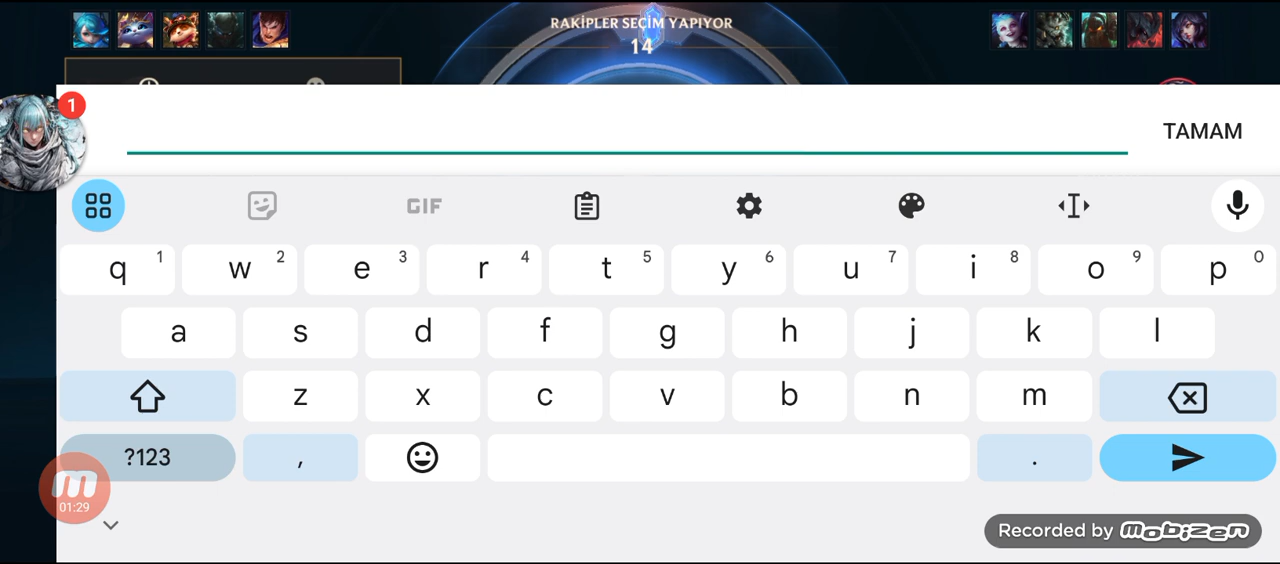 RAKİPLER SEÇİM YAPIYOR
14
1
TAMAM
GIF
q 1 w 2 e 3 r 4 t 5 y 6 u 7 i 8 o 9 p 0
a s d f g h j k l
z x c v b n m
?123 , .
m
01:29
Recorded by mobizen